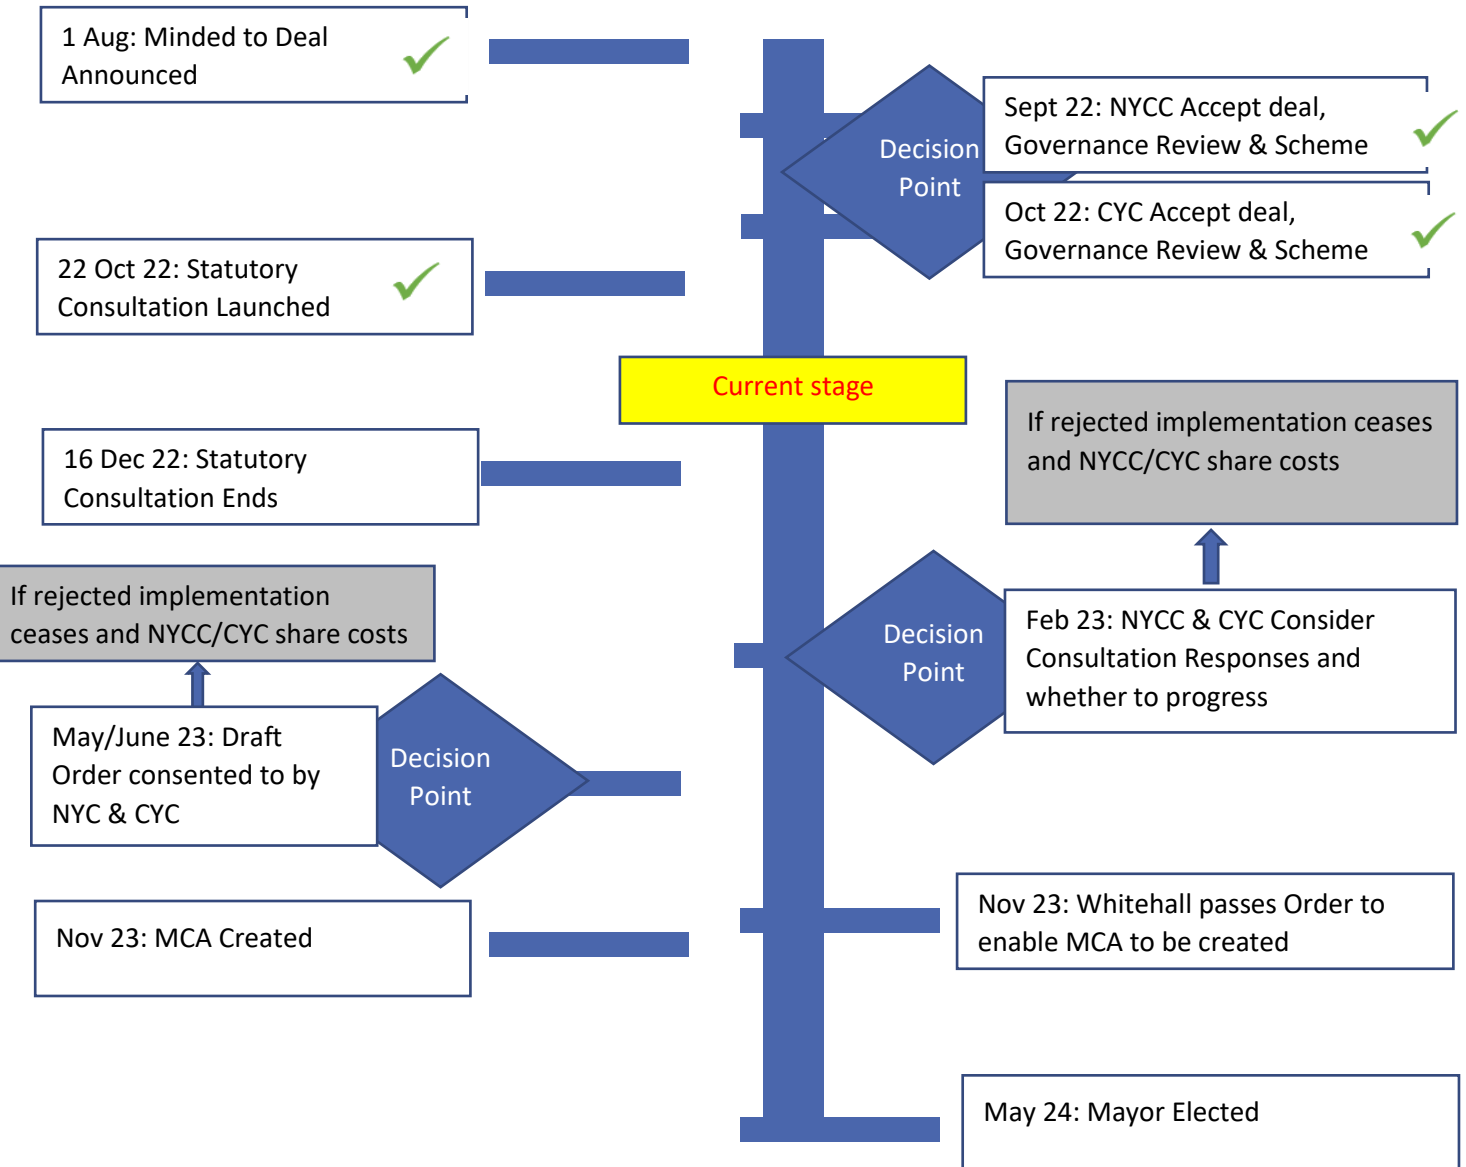 1 Aug: Minded to Deal
Announced
Decision
Point
Sept 22: NYCC Accept deal,
Governance Review & Scheme
Oct 22: CYC Accept deal,
Governance Review & Scheme
22 Oct 22: Statutory
Consultation Launched
Current stage
If rejected implementation ceases
and NYCC/CYC share costs
16 Dec 22: Statutory
Consultation Ends
Decision
Point
Feb 23: NYCC & CYC Consider
Consultation Responses and
whether to progress
If rejected implementation
ceases and NYCC/CYC share costs
May/June 23: Draft
Order consented to by
NYC & CYC
Decision
Point
Nov 23: Whitehall passes Order to
enable MCA to be created
Nov 23: MCA Created
May 24: Mayor Elected